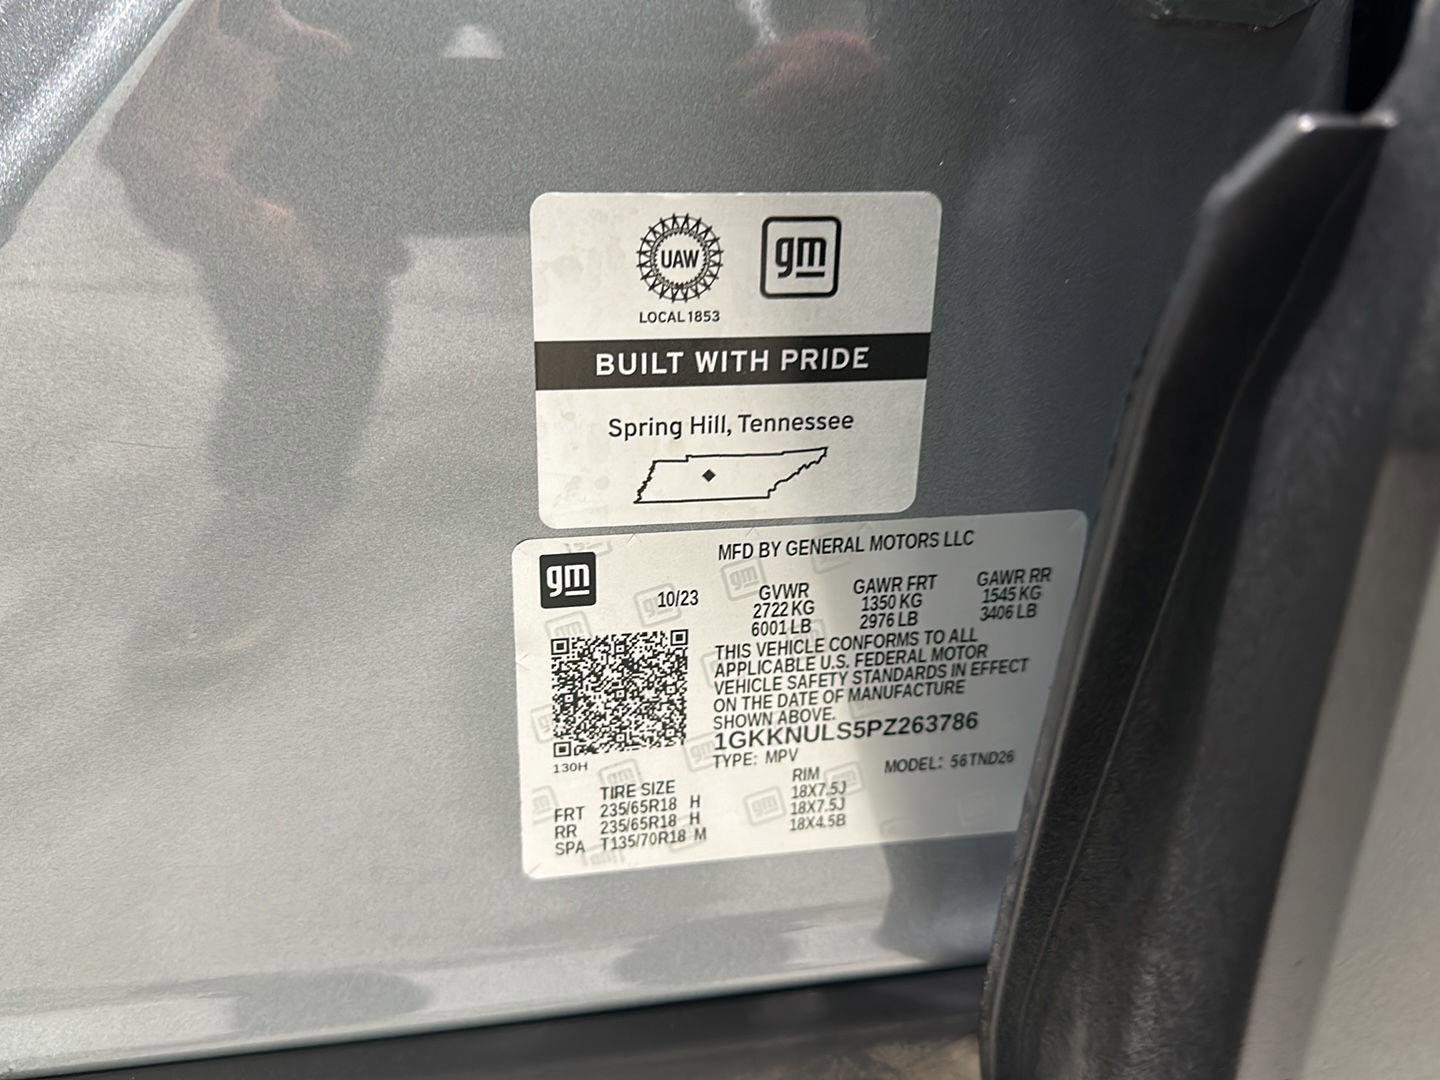 UAW
gm
LOCAL 1853
BUILT WITH PRIDE
Spring Hill, Tennessee
gm
MFD BY GENERAL MOTORS LLC
10/23
GVWR
2722 KG
6001 LB
GAWR FRT
1350 KG
2976 LB
GAWR RR
1545 KG
3406 LB
THIS VEHICLE CONFORMS TO ALL
APPLICABLE U.S. FEDERAL MOTOR
VEHICLE SAFETY STANDARDS IN EFFECT
ON THE DATE OF MANUFACTURE
SHOWN ABOVE.
1GKKNULS5PZ263786
TYPE: MPV
MODEL: 56TND26
130H
TIRE SIZE
RIM
FRT 235/65R18 H 18X7.5J
RR 235/65R18 H 18X7.5J
SPA T135/70R18 M 18X4.5B